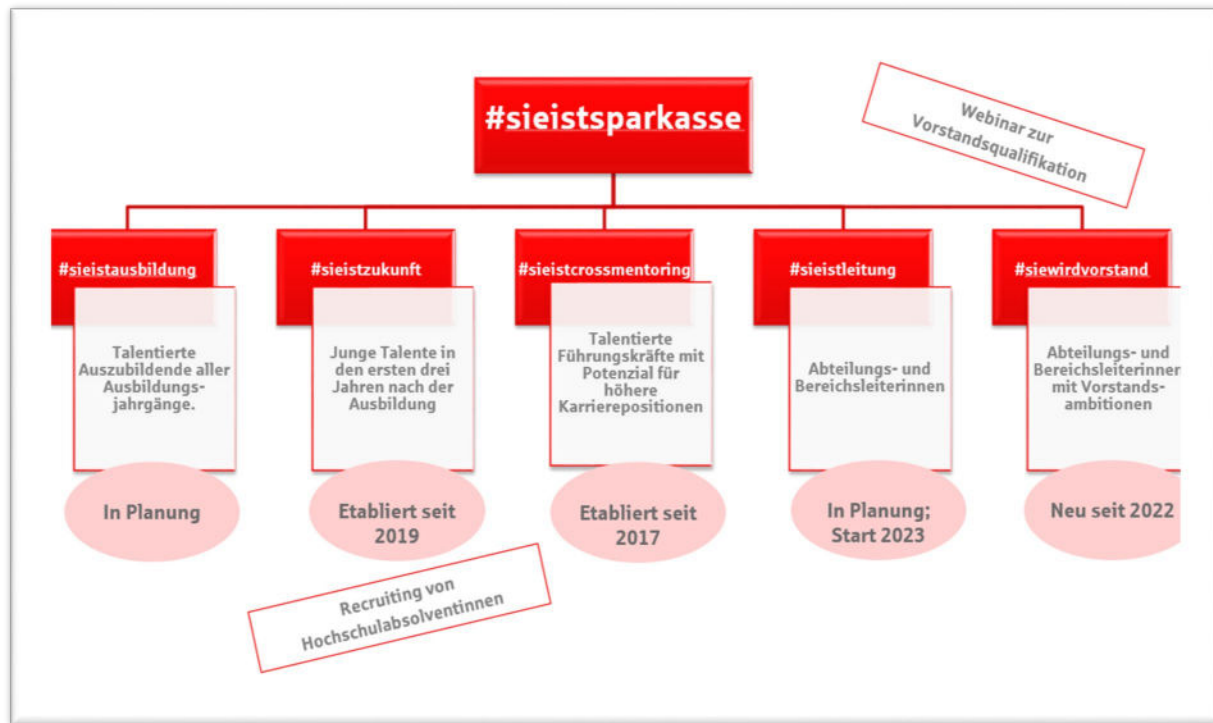 #sieistsparkasse
Webinar zur
Vorstandsqualifikation
#sieistausbildung
Talentierte
Auszubildende aller
Ausbildungs-
jahrgänge.
In Planung
#sieistzukunft
Junge Talente in
den ersten drei
Jahren nach der
Ausbildung
Etabliert seit
2019
#sieistcrossmentoring
Talentierte
Führungskräfte mit
Potenzial für
höhere
Karrierepositionen
Etabliert seit
2017
#sieistleitung
Abteilungs- und
Bereichsleiterinnen
In Planung;
Start 2023
#siewirdvorstand
Abteilungs- und
Bereichsleiterinnen
mit Vorstands-
ambitionen
Neu seit 2022
Recruiting von
Hochschulabsolventinnen